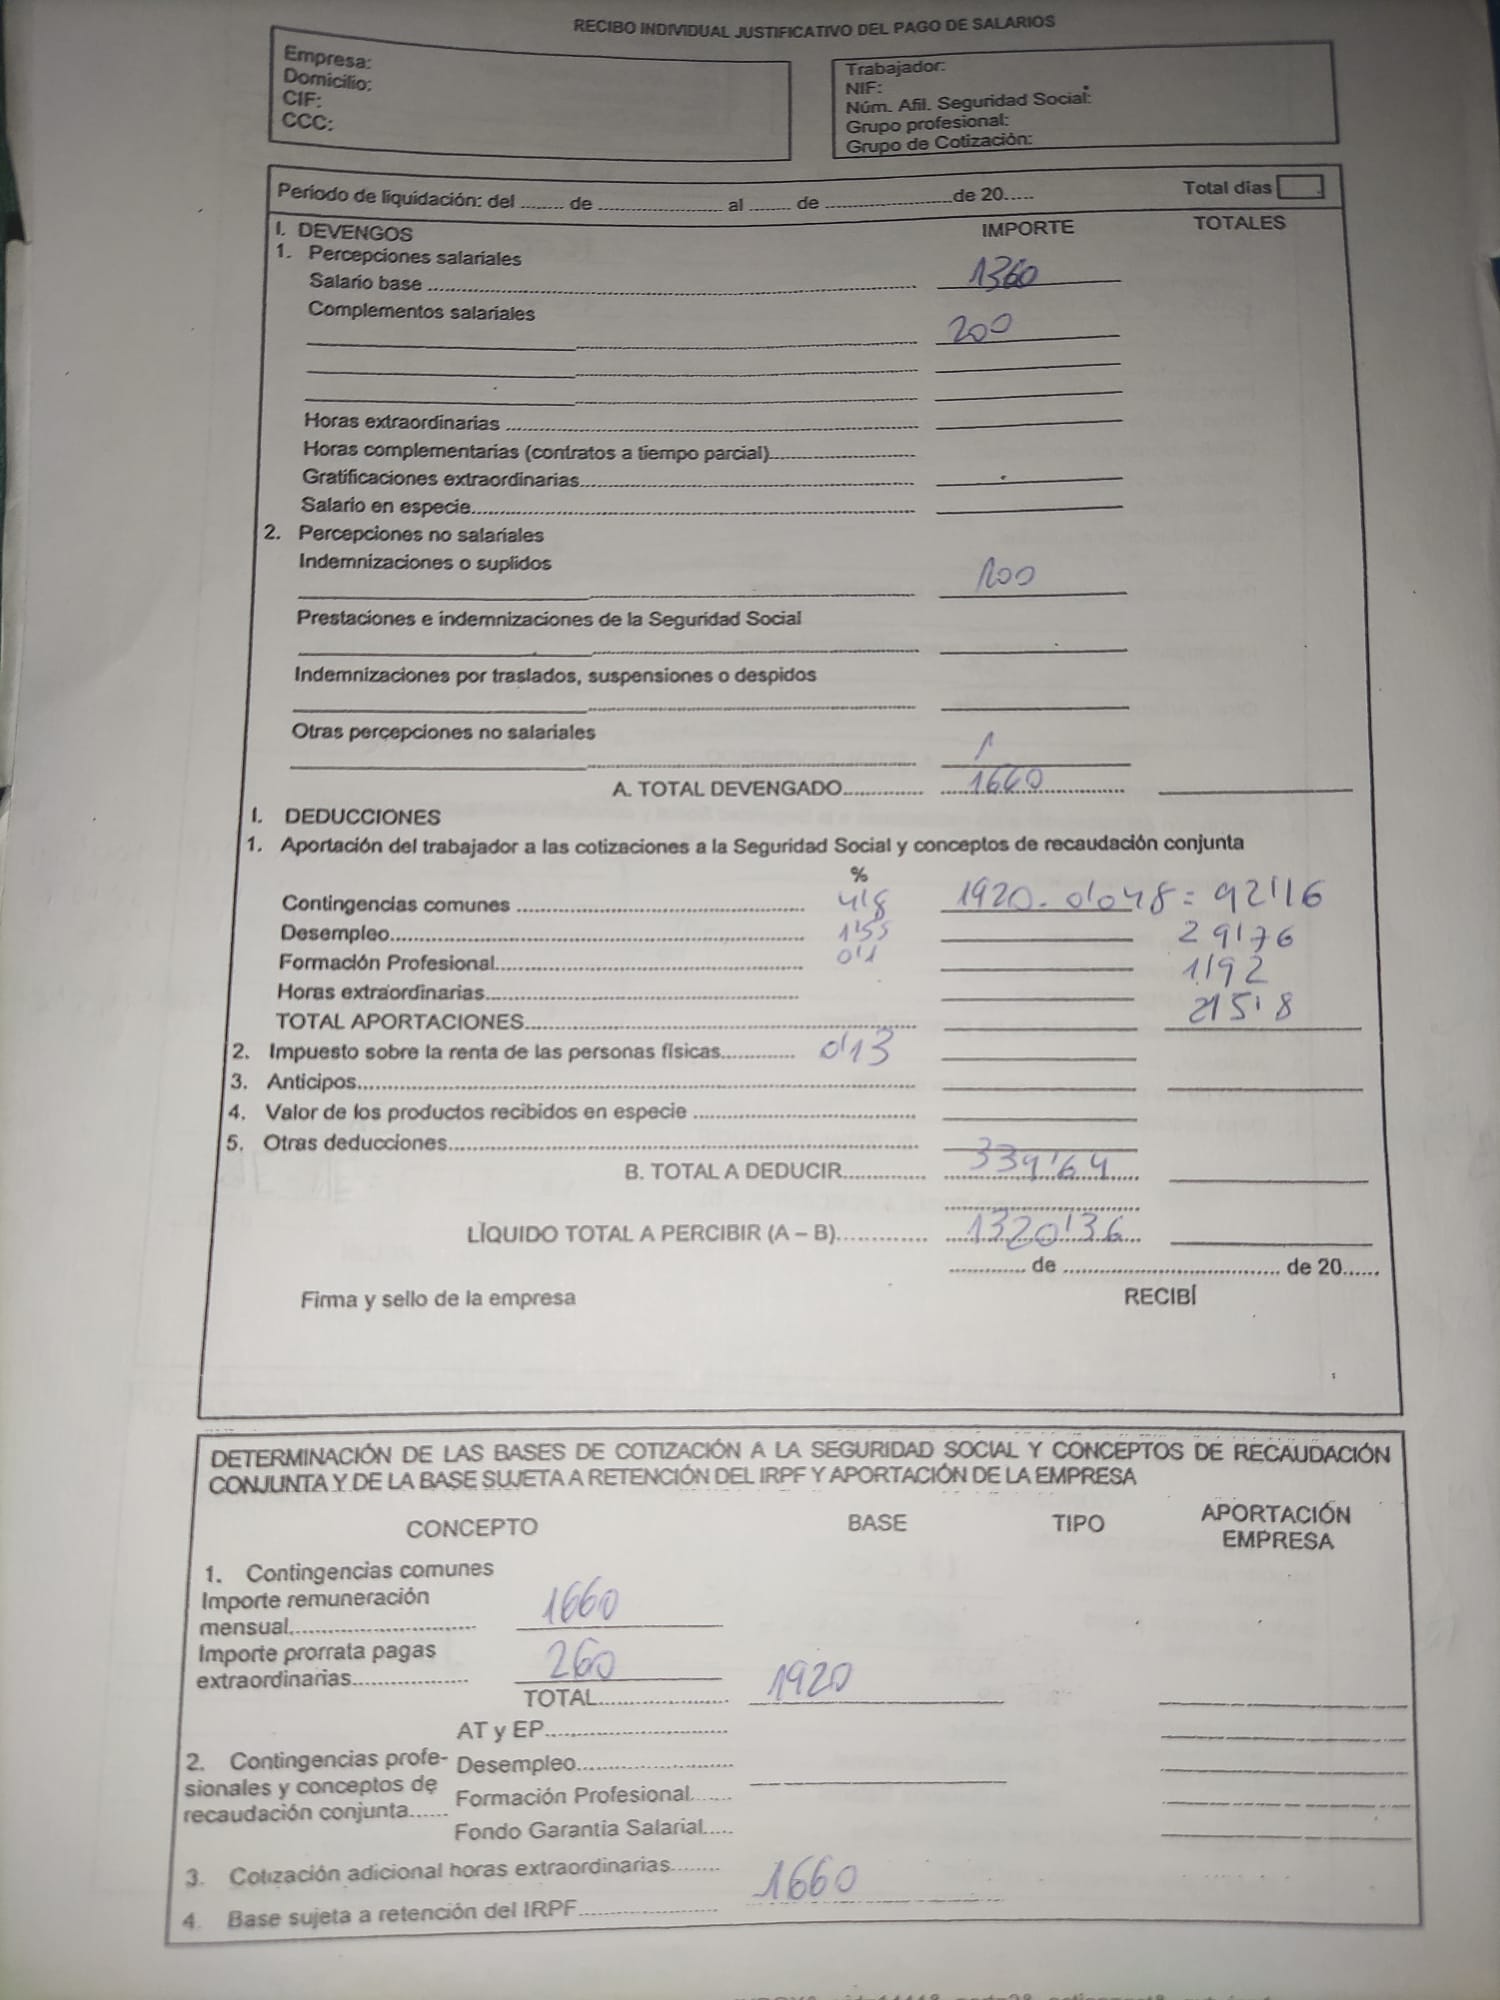 RECIBO INDIVIDUAL JUSTIFICATIVO DEL PAGO DE SALARIOS
Empresa:
Domicilio:
CIF:
CCC:
Trabajador:
NIF:
Núm. Afil. Seguridad Social:
Grupo profesional:
Grupo de Cotización:
Periodo de liquidación: del ........ de ...................... al ....... de ......................de 20..... Total dias
I. DEVENGOS IMPORTE TOTALES
1. Percepciones salariales
Salario base ........ 1360
Complementos salariales
200
Horas extraordinarias ........
Horas complementarias (contratos a tiempo parcial)........
Gratificaciones extraordinarias........
Salario en especie........
2. Percepciones no salariales
Indemnizaciones o suplidos
100
Prestaciones e indemnizaciones de la Seguridad Social
Indemnizaciones por traslados, suspensiones o despidos
Otras percepciones no salariales
A. TOTAL DEVENGADO........ 1660
I. DEDUCCIONES
1. Aportación del trabajador a las cotizaciones a la Seguridad Social y conceptos de recaudación conjunta
%
Contingencias comunes ........ 4'8 1920. 0'048 = 92'16
Desempleo........ 1'55 29'76
Formación Profesional........ 0'1 1'92
Horas extraordinarias........
TOTAL APORTACIONES........ 215'8
2. Impuesto sobre la renta de las personas físicas........ 0'13
3. Anticipos........
4. Valor de los productos recibidos en especie ........
5. Otras deducciones........
B. TOTAL A DEDUCIR........ 339'64
LÍQUIDO TOTAL A PERCIBIR (A – B)........ 1320'36
............. de .................................... de 20......
Firma y sello de la empresa RECIBÍ
DETERMINACIÓN DE LAS BASES DE COTIZACIÓN A LA SEGURIDAD SOCIAL Y CONCEPTOS DE RECAUDACIÓN
CONJUNTA Y DE LA BASE SUJETA A RETENCIÓN DEL IRPF Y APORTACIÓN DE LA EMPRESA
CONCEPTO BASE TIPO APORTACIÓN
EMPRESA
1. Contingencias comunes
Importe remuneración
mensual........ 1660
Importe prorrata pagas
extraordinarias........ 260
TOTAL........ 1920
AT y EP........
2. Contingencias profe- Desempleo........
sionales y conceptos de
recaudación conjunta...... Formación Profesional.......
Fondo Garantia Salarial.....
3. Cotización adicional horas extraordinarias........
4. Base sujeta a retención del IRPF........ 1660